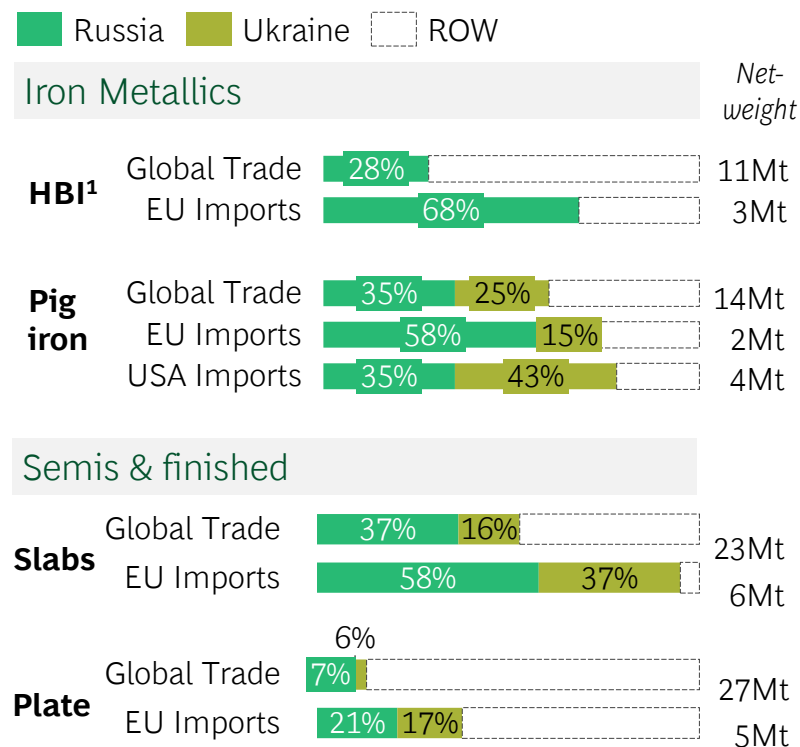 Russia Ukraine ROW
Iron Metallics
Net-
weight
HBI¹
Global Trade 28% 11Mt
EU Imports 68% 3Mt
Pig
iron
Global Trade 35% 25% 14Mt
EU Imports 58% 15% 2Mt
USA Imports 35% 43% 4Mt
Semis & finished
Slabs
Global Trade 37% 16% 23Mt
EU Imports 58% 37% 6Mt
Plate
6%
Global Trade 7% 27Mt
EU Imports 21% 17% 5Mt